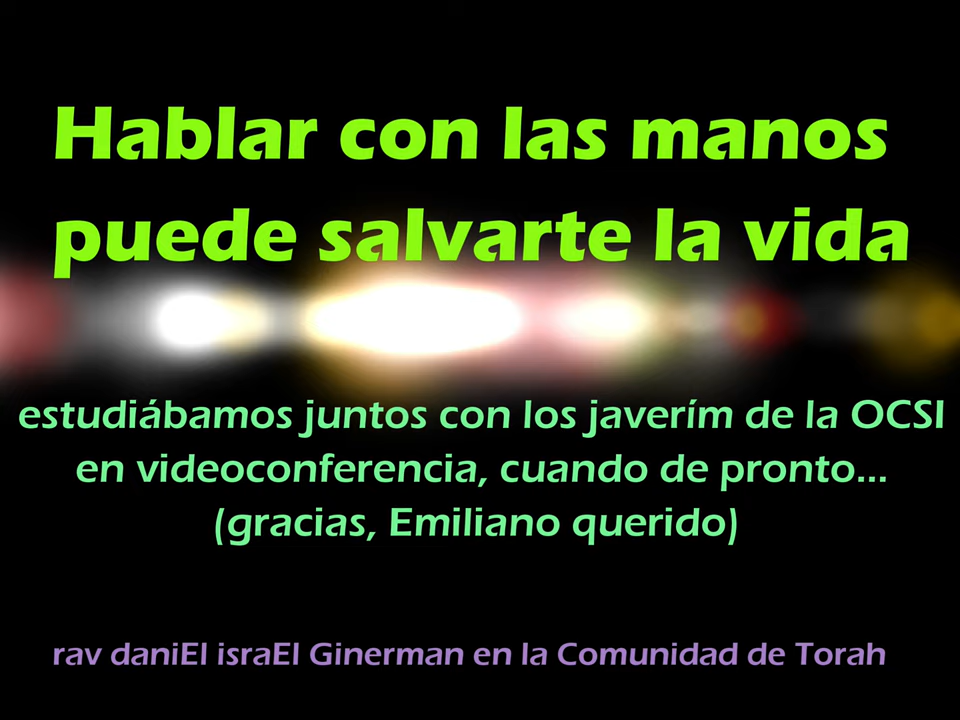 Hablar con las manos
puede salvarte la vida
estudiábamos juntos con los javerím de la OCSI
en videoconferencia, cuando de pronto...
(gracias, Emiliano querido)
rav daniEl israEl Ginerman en la Comunidad de Torah